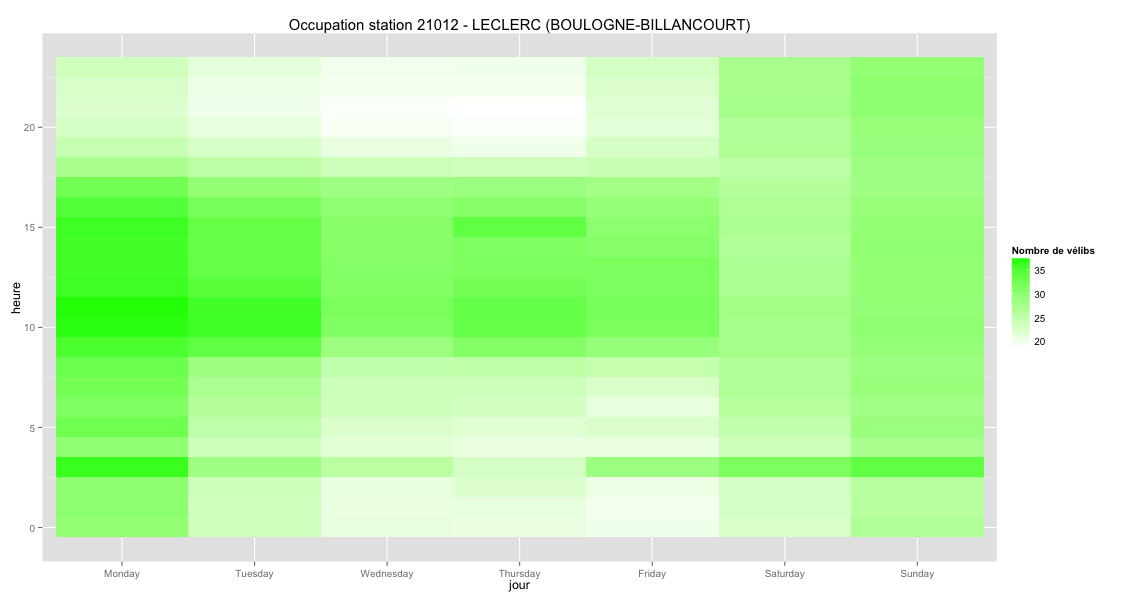 Occupation station 21012 - LECLERC (BOULOGNE-BILLANCOURT)
heure
20
15
10
5
0
Monday Tuesday Wednesday Thursday Friday Saturday Sunday
jour
Nombre de vélibs
35
30
25
20